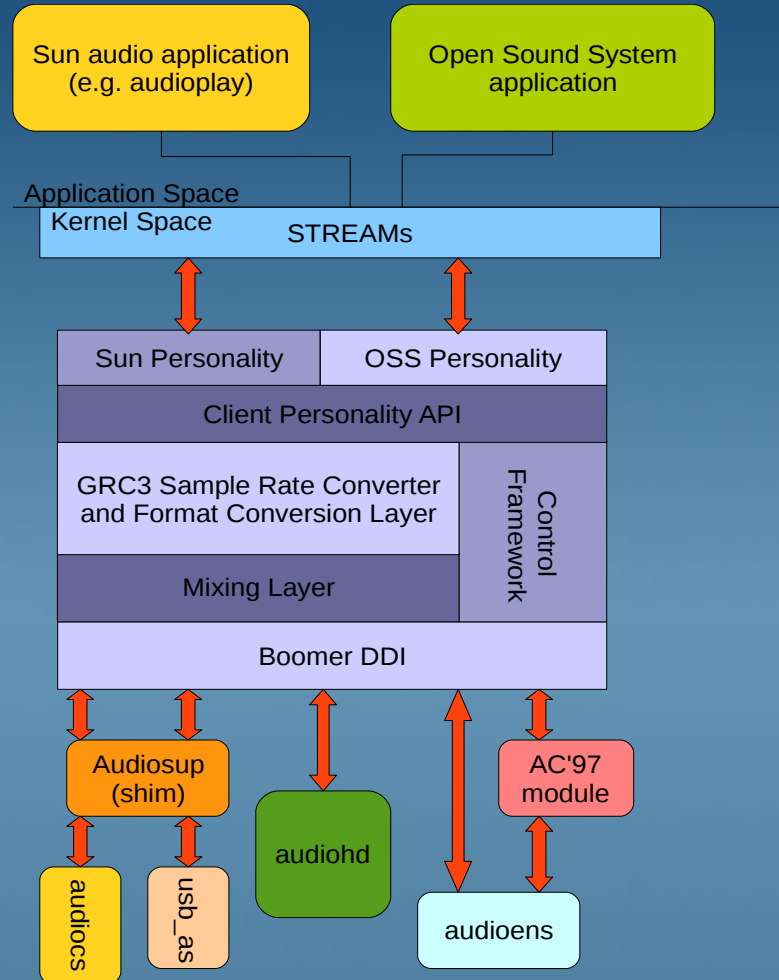 Sun audio application
(e.g. audioplay)
Open Sound System
application
Application Space
Kernel Space
STREAMs
Sun Personality
OSS Personality
Client Personality API
GRC3 Sample Rate Converter
and Format Conversion Layer
Control
Framework
Mixing Layer
Boomer DDI
Audiosup
(shim)
AC'97
module
audiohd
audiocs
usb_as
audioens